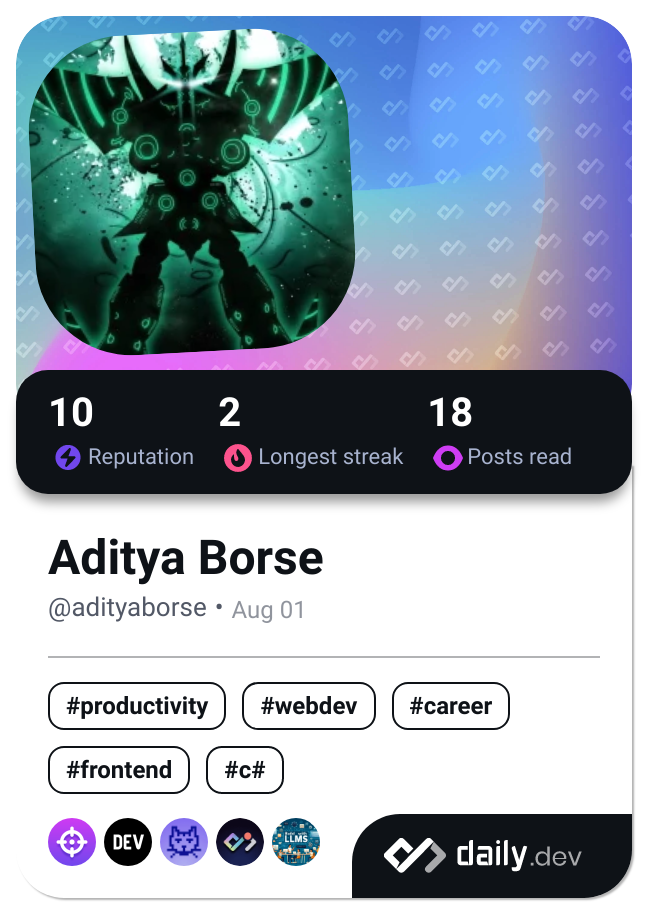 10 2 18
Reputation Longest streak Posts read
Aditya Borse
@adityaborse • Aug 01
#productivity #webdev #career
#frontend #c#
DEV LLMS
daily.dev